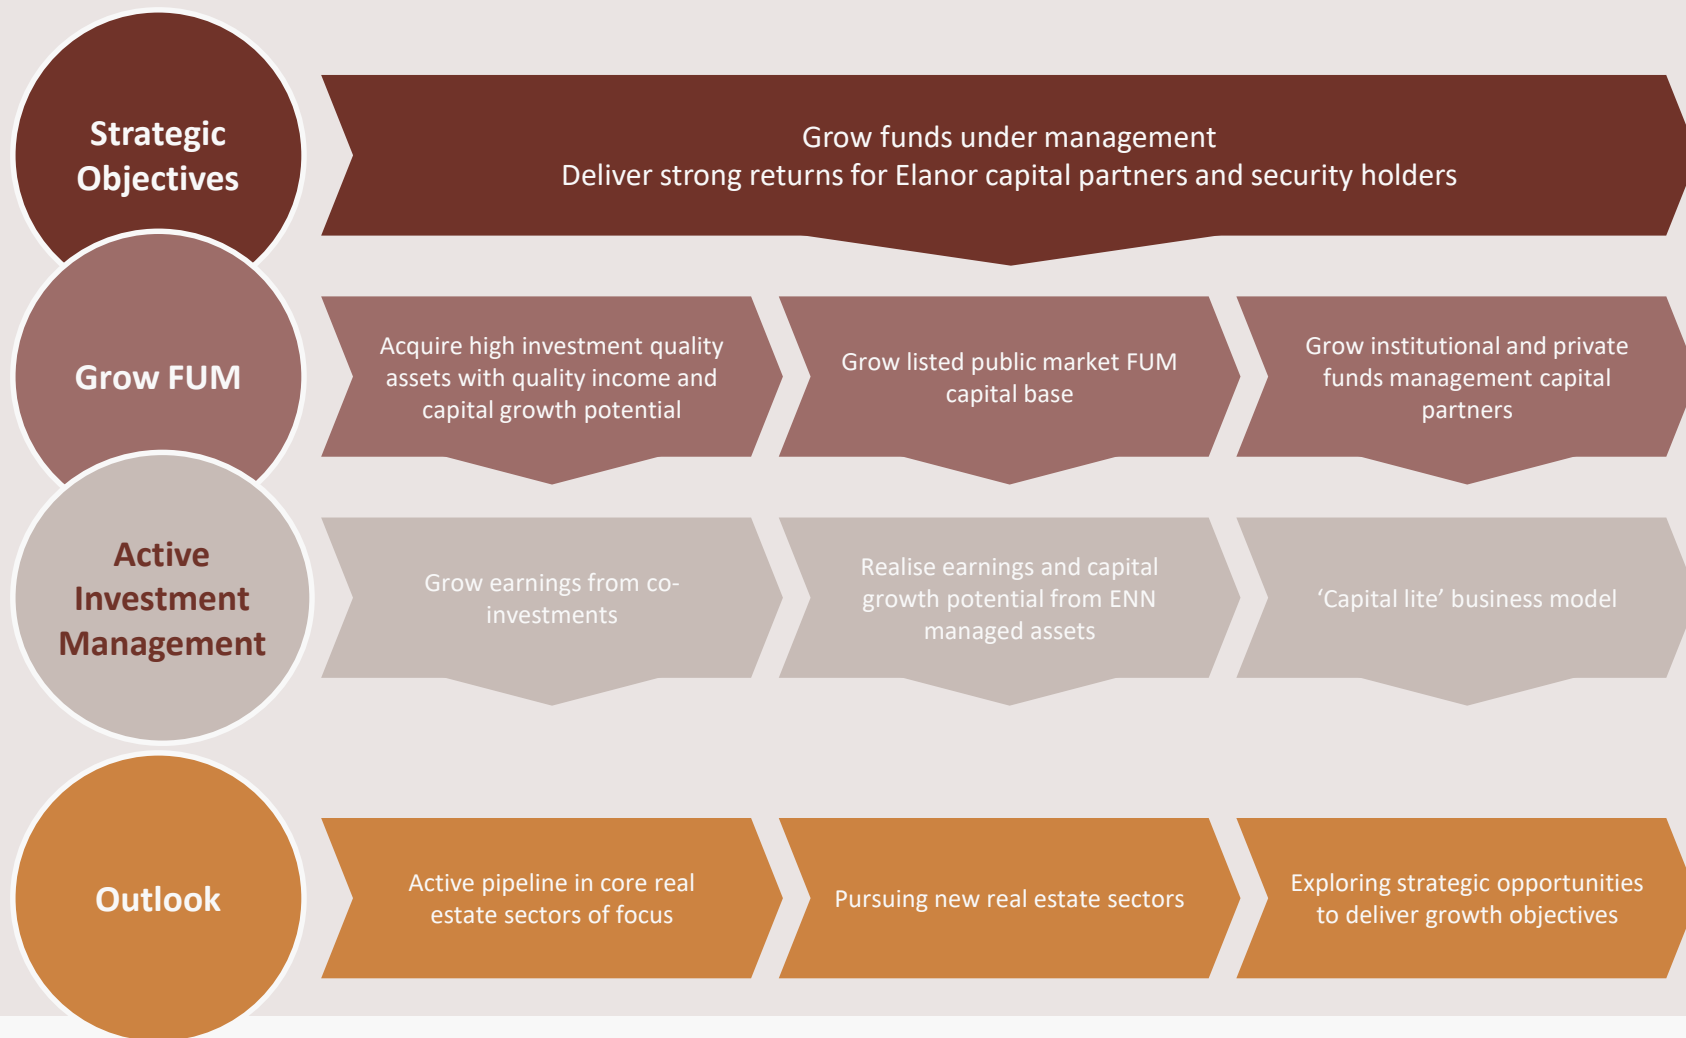 Strategic
Objectives
Grow funds under management
Deliver strong returns for Elanor capital partners and security holders
Grow FUM
Acquire high investment quality
assets with quality income and
capital growth potential
Grow listed public market FUM
capital base
Grow institutional and private
funds management capital
partners
Active
Investment
Management
Grow earnings from co-
investments
Realise earnings and capital
growth potential from ENN
managed assets
‘Capital lite’ business model
Outlook
Active pipeline in core real
estate sectors of focus
Pursuing new real estate sectors
Exploring strategic opportunities
to deliver growth objectives